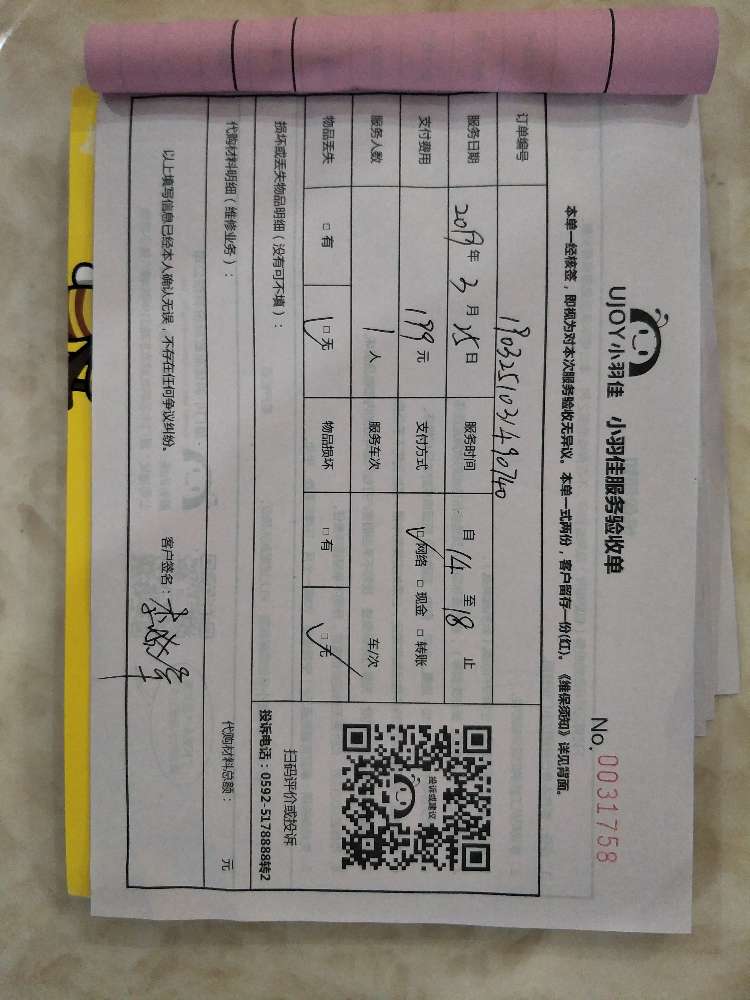 UJOY小羽佳 小羽佳服务验收单
No. 0031758
本单一经核签,即视为对本次服务验收无异议。本单一式两份,客户留存一份(红)。《维保须知》详见背面。
订单编号 1903251031490740
服务日期 2019年3月25日 服务时间 自14至18止
支付费用 199元 支付方式 ☑网络 □现金 □转账
服务人数 1人 服务车次 车/次
物品丢失 □有 ☑无 物品损坏 □有 ☑无
投诉或建议
扫码评价或投诉
投诉电话:0592-5178888转2
损坏或丢失物品明细(没有可不填):
代购材料明细(维修业务): 代购材料总额: 元
以上填写信息已经本人确认无误,不存在任何争议纠纷。 客户签名: